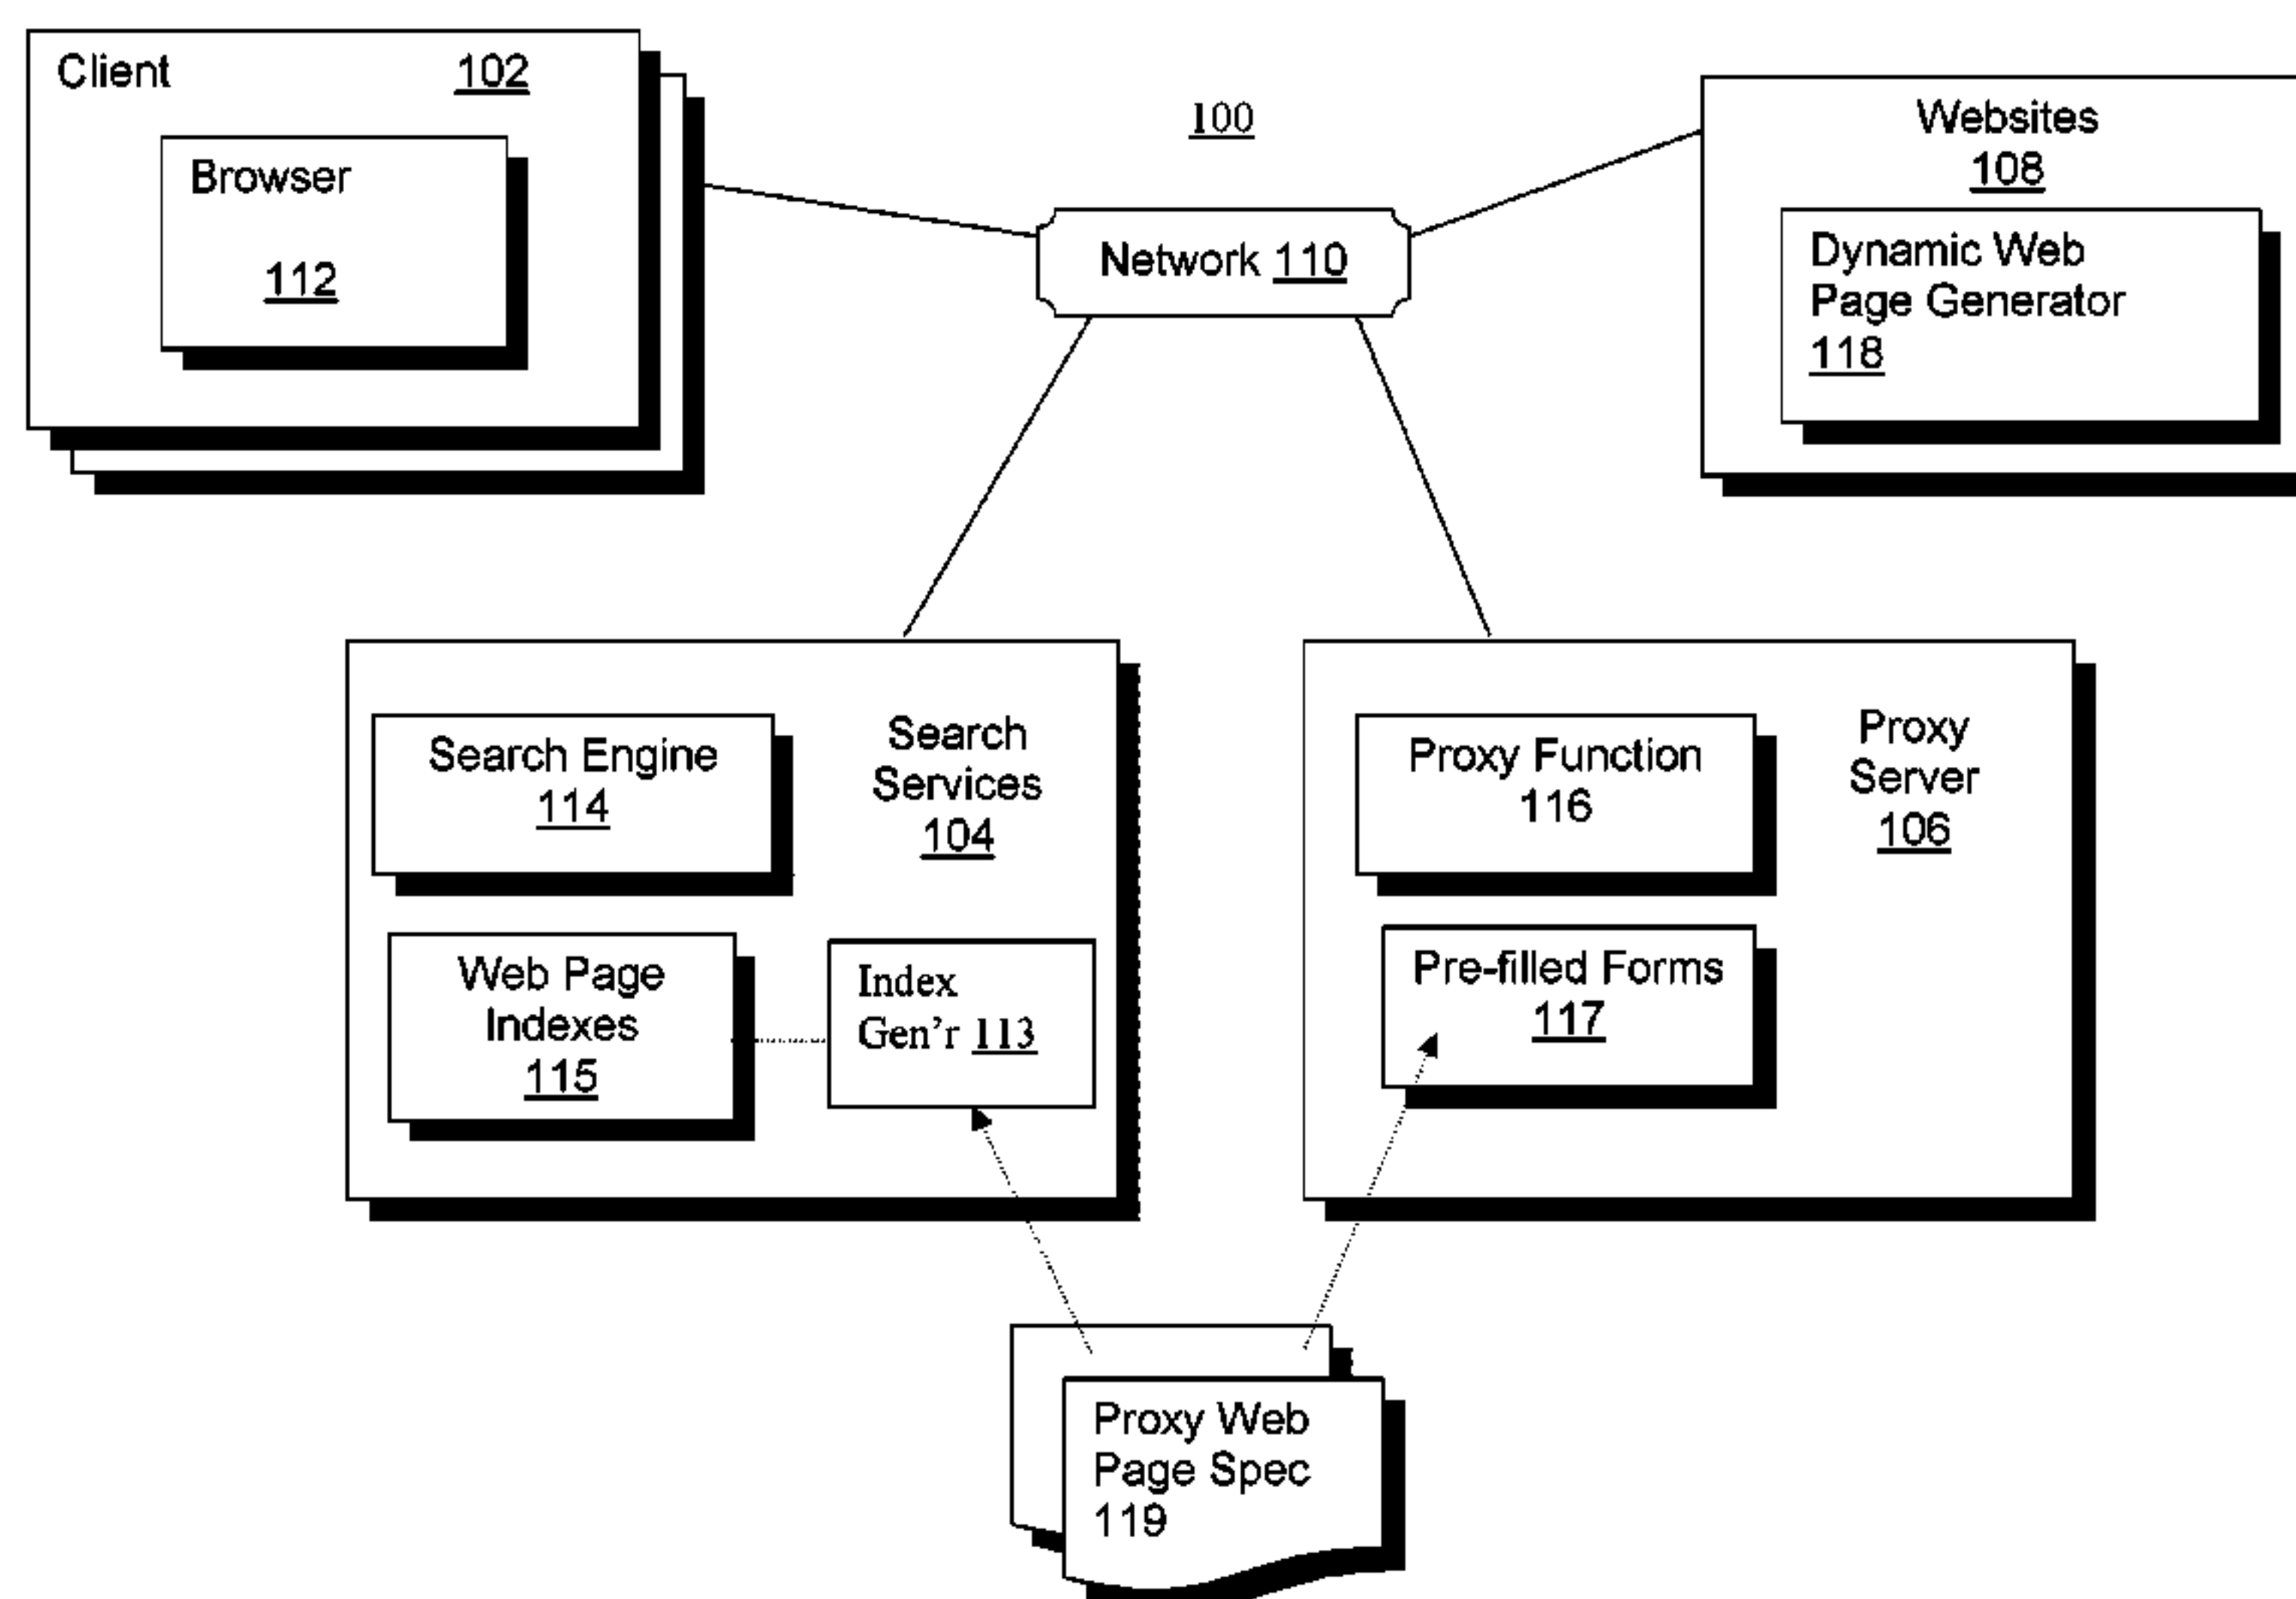 Client 102
Browser
112
100
Network 110
Websites
108
Dynamic Web
Page Generator
118
Search Engine
114
Search
Services
104
Web Page
Indexes
115
Index
Gen’r 113
Proxy Function
116
Proxy
Server
106
Pre-filled Forms
117
Proxy Web
Page Spec
119